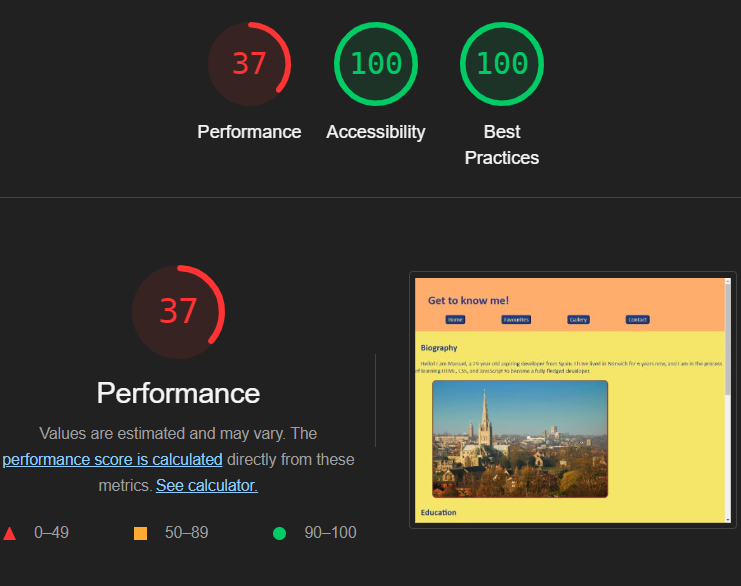 37
100
100
Performance
Accessibility
Best
Practices
37
Performance
Values are estimated and may vary. The
performance score is calculated directly from these
metrics. See calculator.
0–49
50–89
90–100
Get to know me!
Home
Favourites
Gallery
Contact
Biography
Hello! I am Manual, a 29 year old aspiring developer from Spain. I have lived in Norwich for 6 years now, and I am in the process
of learning HTML, CSS, and JavaScript to become a fully fledged developer.
Education